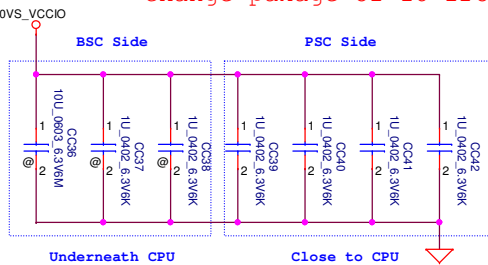 0VS_VCCIO
BSC Side
PSC Side
1
2
@
CC36
10U_0603_6.3V6M
1
2
@
CC37
1U_0402_6.3V6K
1
2
@
CC38
1U_0402_6.3V6K
1
2
CC39
1U_0402_6.3V6K
1
2
CC40
1U_0402_6.3V6K
1
2
CC41
1U_0402_6.3V6K
1
2
CC42
1U_0402_6.3V6K
Underneath CPU
Close to CPU